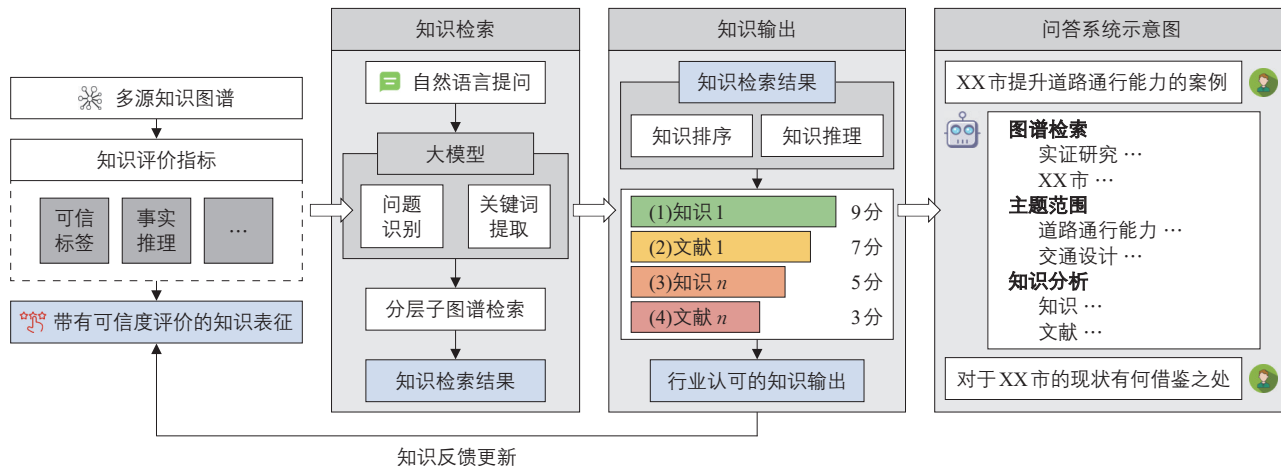 多源知识图谱
知识评价指标
可信
标签
事实
推理
…
带有可信度评价的知识表征
知识检索
自然语言提问
大模型
问题
识别
关键词
提取
分层子图谱检索
知识检索结果
知识输出
知识检索结果
知识排序
知识推理
(1)知识 1 9分
(2)文献 1 7分
(3)知识 n 5分
(4)文献 n 3分
行业认可的知识输出
问答系统示意图
XX市提升道路通行能力的案例
图谱检索
实证研究 …
XX市 …
主题范围
道路通行能力 …
交通设计 …
知识分析
知识 …
文献 …
对于XX市的现状有何借鉴之处
知识反馈更新